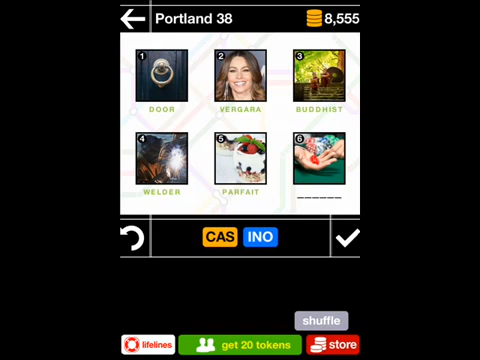 Portland 38
8,555
1
2
3
DOOR
VERGARA
BUDDHIST
4
5
6
WELDER
PARFAIT
______
CAS INO
shuffle
lifelines
get 20 tokens
store